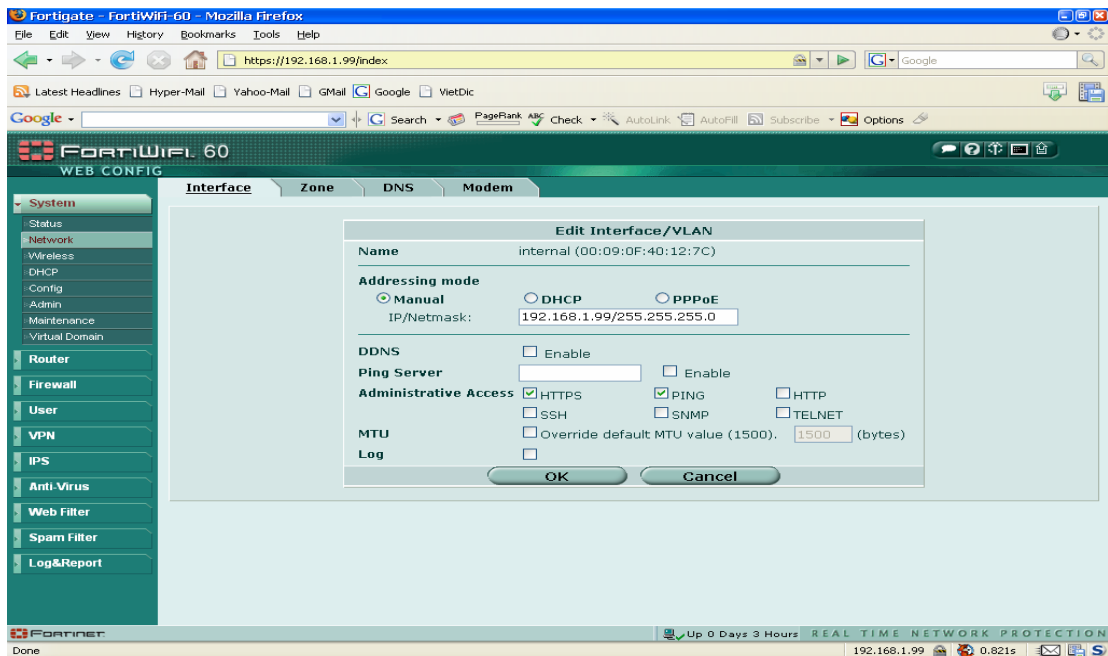 Fortigate - FortiWiFi-60 - Mozilla Firefox
File Edit View History Bookmarks Tools Help
https://192.168.1.99/index
G Google
Latest Headlines Hyper-Mail Yahoo-Mail GMail Google VietDic
Google Search PageRank ABC Check AutoLink AutoFill Subscribe Options
FORTIWIFI 60
WEB CONFIG
Interface Zone DNS Modem
System
Status
Network
Wireless
DHCP
Config
Admin
Maintenance
Virtual Domain
Router
Firewall
User
VPN
IPS
Anti-Virus
Web Filter
Spam Filter
Log&Report
Edit Interface/VLAN
Name internal (00:09:0F:40:12:7C)
Addressing mode
Manual DHCP PPPoE
IP/Netmask: 192.168.1.99/255.255.255.0
DDNS Enable
Ping Server Enable
Administrative Access HTTPS PING HTTP
SSH SNMP TELNET
MTU Override default MTU value (1500). 1500 (bytes)
Log
OK Cancel
FORTINET Up 0 Days 3 Hours REAL TIME NETWORK PROTECTION
Done 192.168.1.99 0.821s S